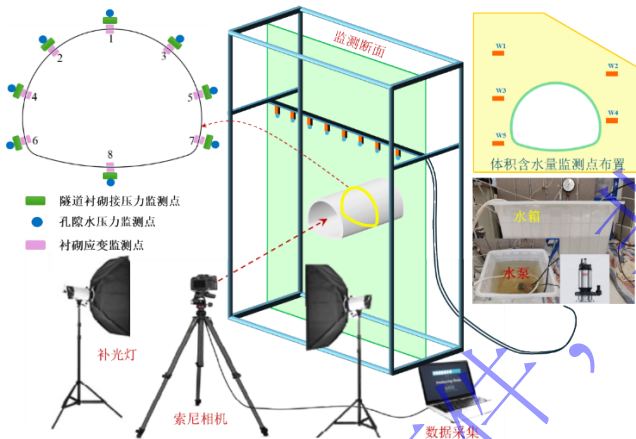 1
2
3
4
5
6
7
8
隧道衬砌接压力监测点
孔隙水压力监测点
衬砌应变监测点
监测断面
W1
W2
W3
W4
W5
体积含水量监测点布置
水箱
水泵
补光灯
索尼相机
数据采集